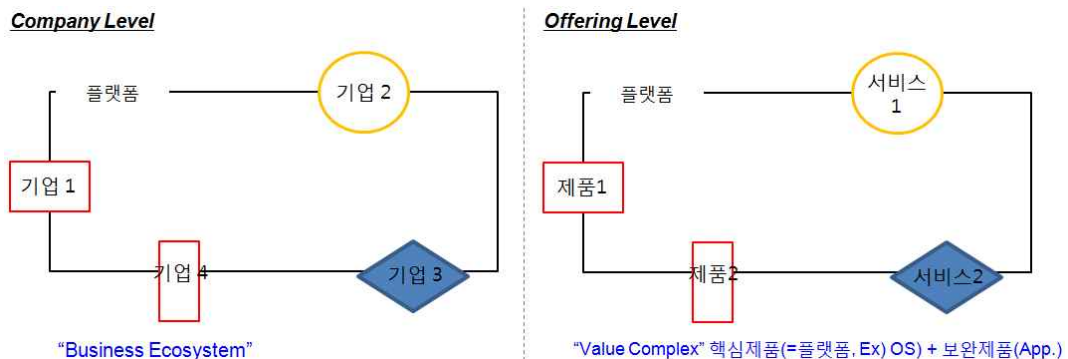 Company Level
플랫폼
기업 2
기업 1
기업 4
기업 3
“Business Ecosystem”
Offering Level
플랫폼
서비스
1
제품1
제품2
서비스2
“Value Complex” 핵심제품(=플랫폼, Ex) OS) + 보완제품(App.)